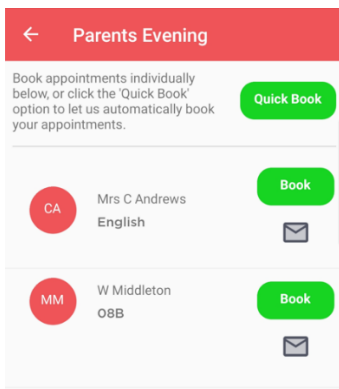 Parents Evening
Book appointments individually
below, or click the 'Quick Book'
option to let us automatically book
your appointments.
Quick Book
CA
Mrs C Andrews
English
Book
MM
W Middleton
08B
Book